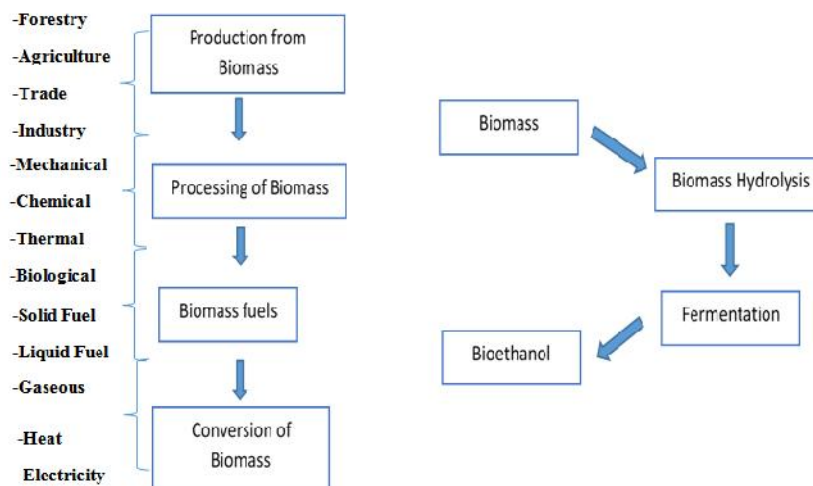 -Forestry
-Agriculture
-Trade
-Industry
-Mechanical
-Chemical
-Thermal
-Biological
-Solid Fuel
-Liquid Fuel
-Gaseous
-Heat
Electricity
Production from
Biomass
Processing of Biomass
Biomass fuels
Conversion of
Biomass
Biomass
Biomass Hydrolysis
Fermentation
Bioethanol